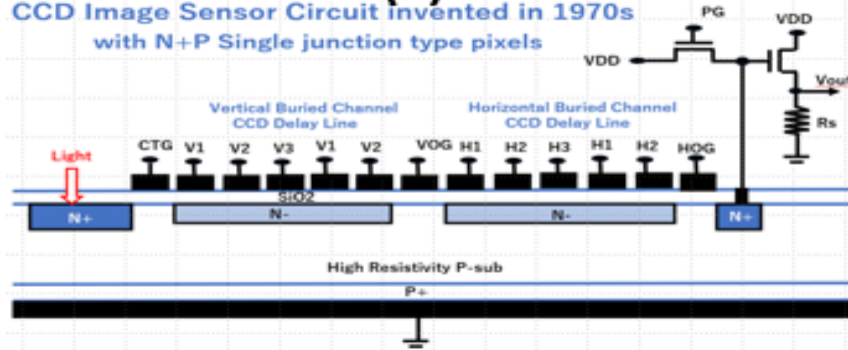 CCD Image Sensor Circuit invented in 1970s
with N+P Single junction type pixels
PG
VDD
VDD
Vout
Rs
Vertical Buried Channel
CCD Delay Line
Horizontal Buried Channel
CCD Delay Line
Light
CTG V1 V2 V3 V1 V2 VOG H1 H2 H3 H1 H2 HOG
SiO2
N+ N- N- N+
High Resistivity P-sub
P+